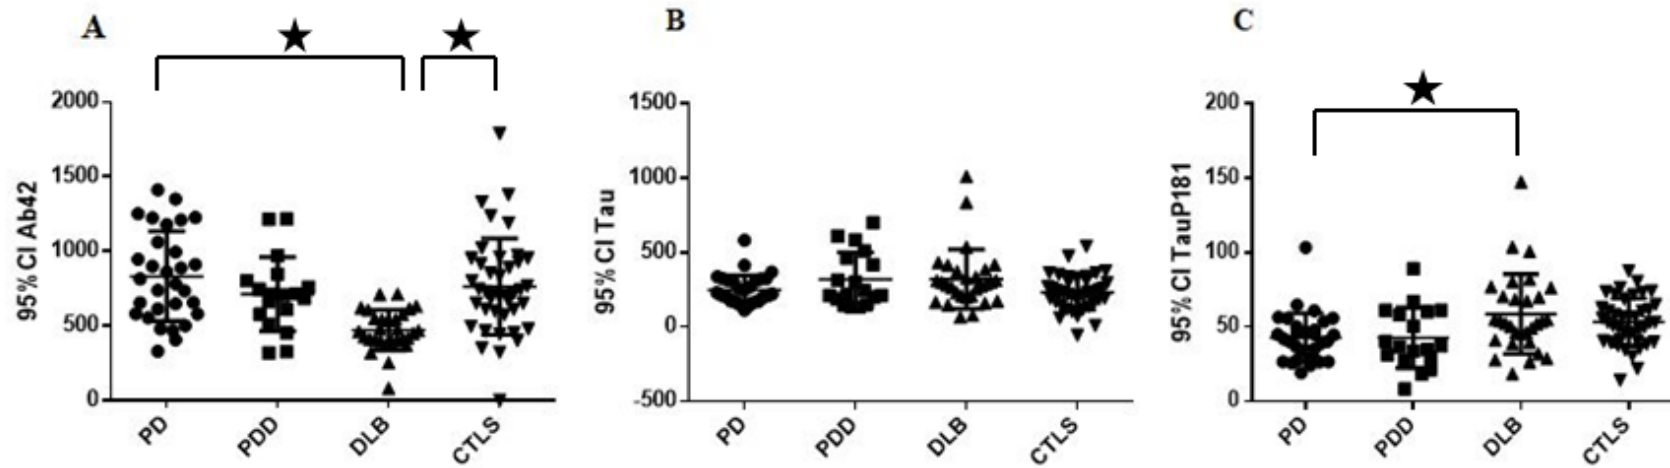 A
95% CI Ab42
2000
1500
1000
500
0
PD
PDD
DLB
CTLS
B
95% CI Tau
1500
1000
500
0
-500
PD
PDD
DLB
CTLS
C
95% CI TauP181
200
150
100
50
0
PD
PDD
DLB
CTLS